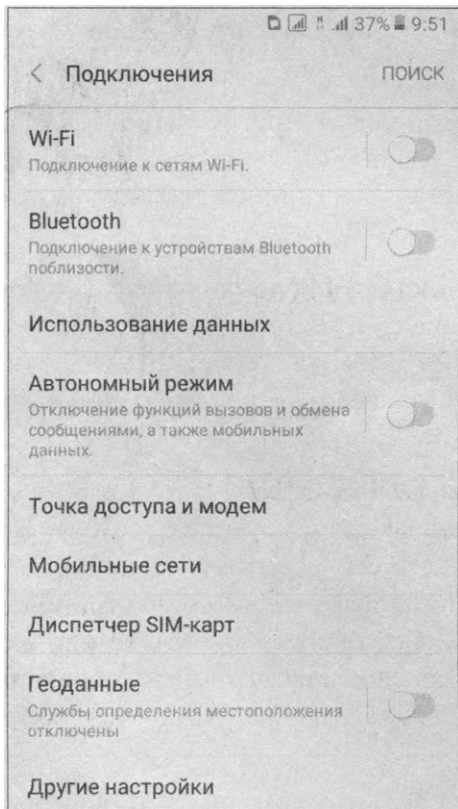 37% 9:51
Подключения ПОИСК
Wi-Fi
Подключение к сетям Wi-Fi.
Bluetooth
Подключение к устройствам Bluetooth
поблизости.
Использование данных
Автономный режим
Отключение функций вызовов и обмена
сообщениями, а также мобильных
данных.
Точка доступа и модем
Мобильные сети
Диспетчер SIM-карт
Геоданные
Службы определения местоположения
отключены
Другие настройки